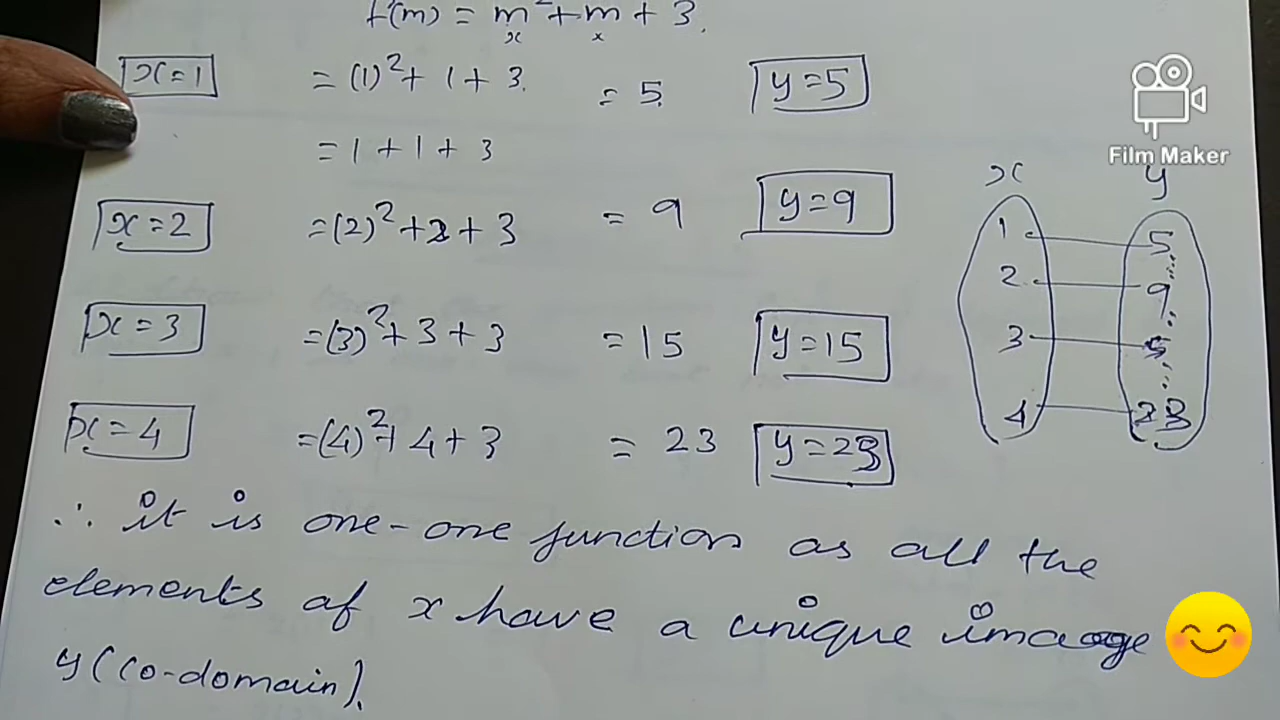 f(m) = m² + m + 3.
x x
x = 1 = (1)² + 1 + 3. = 5. y = 5
= 1 + 1 + 3
x = 2 = (2)² + 2 + 3 = 9 y = 9
x = 3 = (3)² + 3 + 3 = 15 y = 15
x = 4 = (4)² + 4 + 3 = 23 y = 23
x y
1 5
2 9
3
4 23
∴ it is one-one function as all the
elements of x have a unique image
y (co-domain).
Film Maker